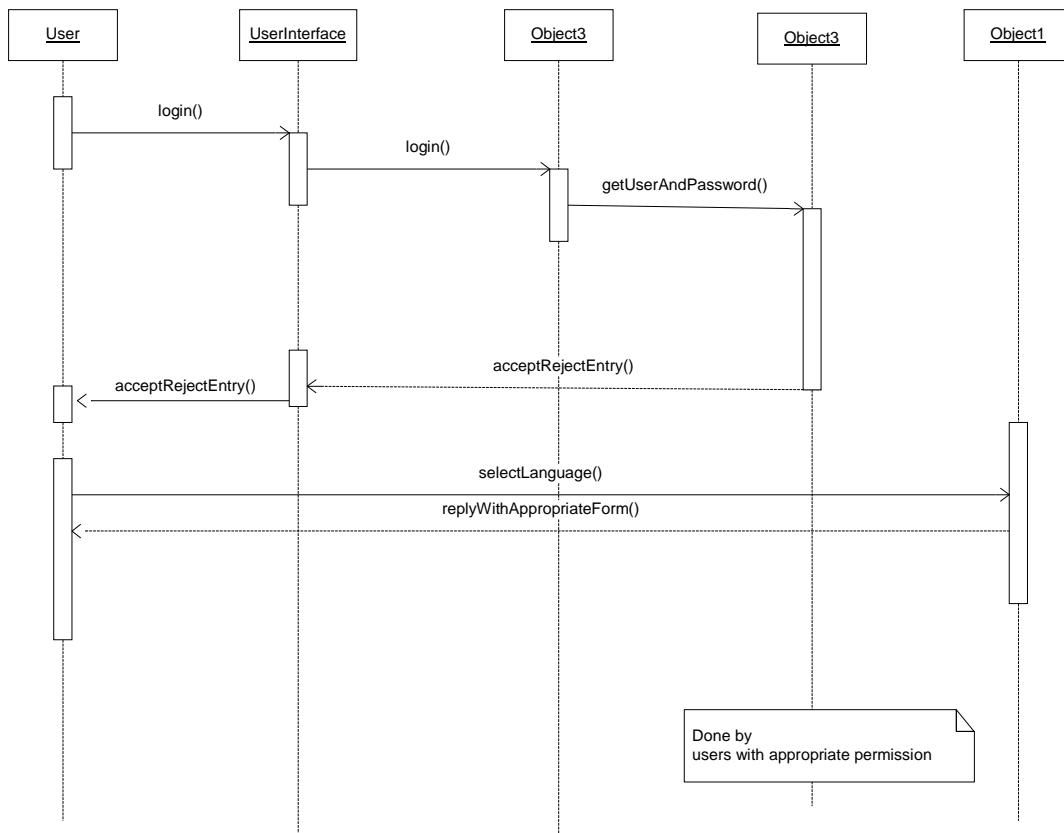 User
UserInterface
Object3
Object3
Object1
login()
login()
getUserAndPassword()
acceptRejectEntry()
acceptRejectEntry()
selectLanguage()
replyWithAppropriateForm()
Done by
users with appropriate permission